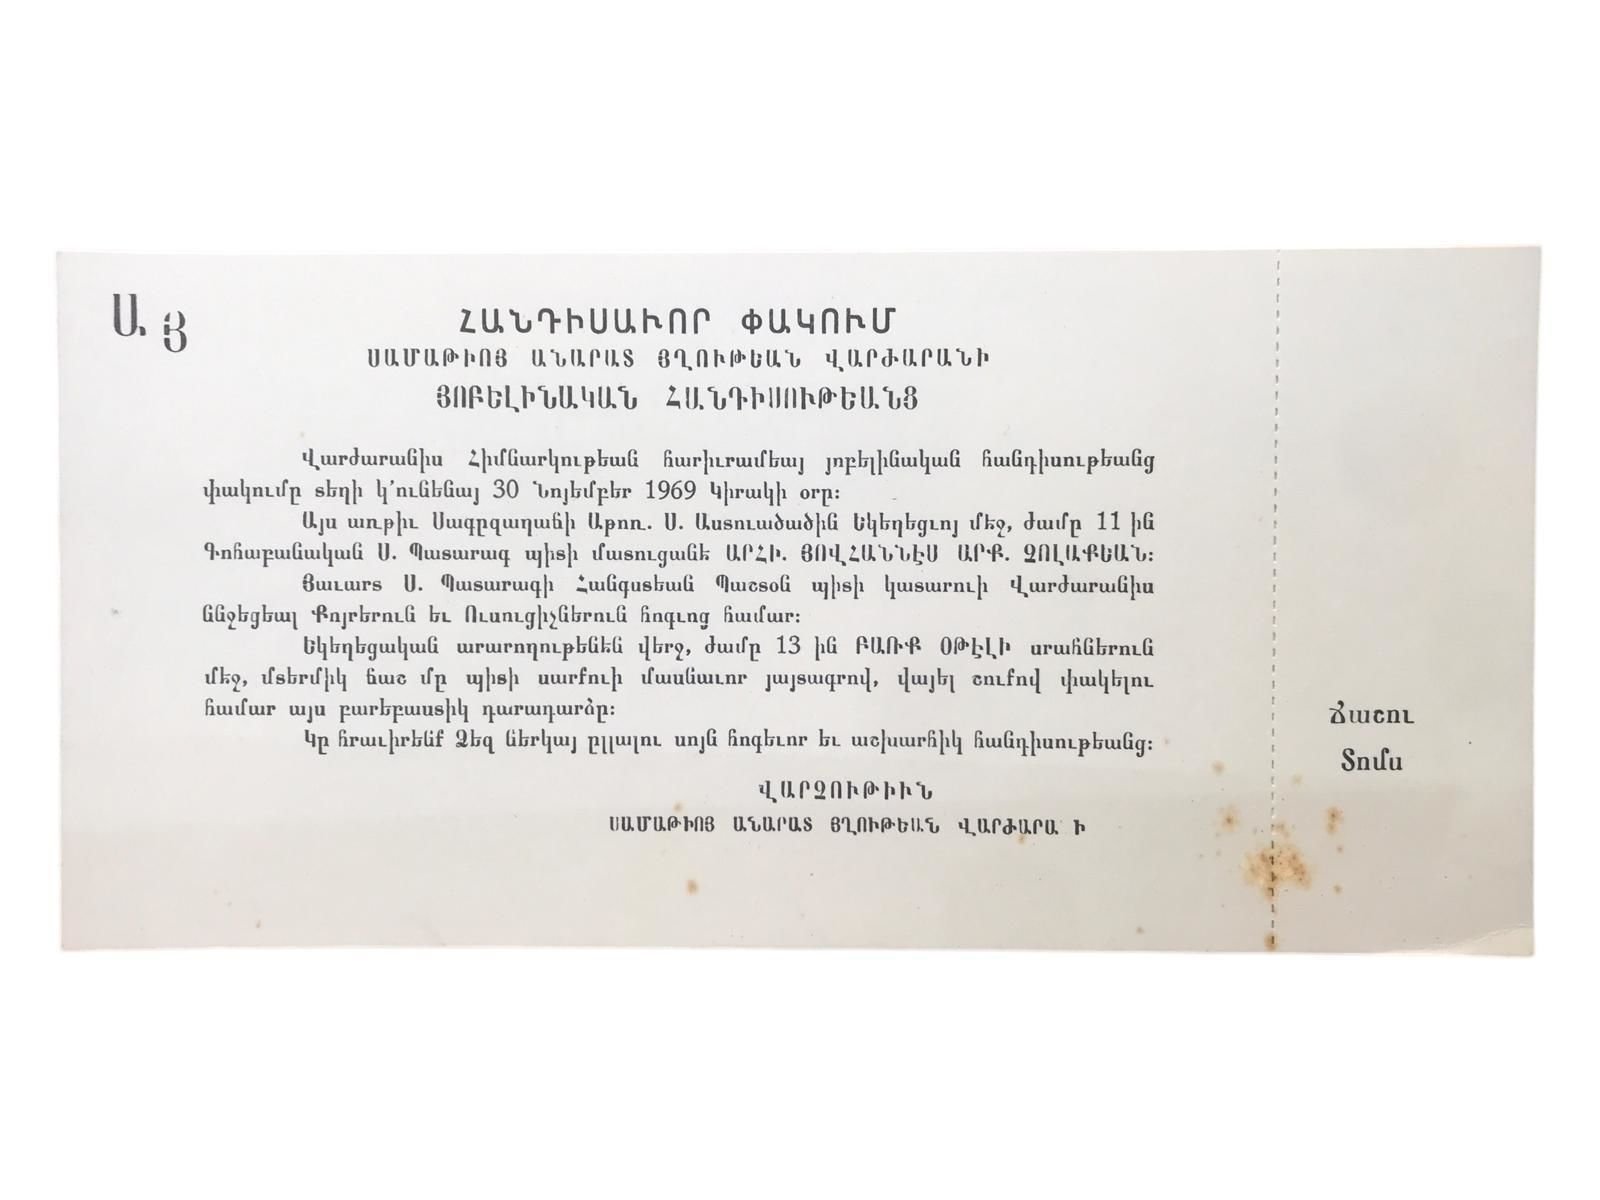 Ա. Յ
ՀԱՆԴԻՍԱՒՈՐ ՓԱԿՈՒՄ
ՍԱՄԱԹԻՈՅ ԱՆԱՐԱՏ ՅՂՈՒԹԵԱՆ ՎԱՐԺԱՐԱՆԻ
ՅՈԲԵԼԻՆԱԿԱՆ ՀԱՆԴԻՍՈՒԹԵԱՆՑ
Վարժարանիս Հիմնարկութեան հարիւրամեայ յոբելինական հանդիսութեանց
փակումը տեղի կ՚ունենայ 30 Նոյեմբեր 1969 Կիրակի օրը։
Այս առթիւ Սագըզաղաճի Աթոռ. Ս. Աստուածածին Եկեղեցւոյ մէջ, ժամը 11 ին
Գոհաբանական Ս. Պատարագ պիտի մատուցանէ ԱՐՀԻ. ՅՈՎՀԱՆՆԷՍ ԱՐՔ. ՉՈԼԱՔԵԱՆ։
Յաւարտ Ս. Պատարագի Հանգստեան Պաշտօն պիտի կատարուի Վարժարանիս
ննջեցեալ Քոյրերուն եւ Ուսուցիչներուն հոգւոց համար։
Եկեղեցական արարողութենէն վերջ, ժամը 13 ին ԲԱՌՔ ՕԹԷԼԻ սրահներուն
մէջ, մտերմիկ ճաշ մը պիտի սարքուի մասնաւոր յայտագրով, վայել շուքով փակելու
համար այս բարեբաստիկ դարադարձը։
Կը հրաւիրենք Ձեզ ներկայ ըլլալու սոյն հոգեւոր եւ աշխարհիկ հանդիսութեանց։
ՎԱՐՉՈՒԹԻՒՆ
ՍԱՄԱԹԻՈՅ ԱՆԱՐԱՏ ՅՂՈՒԹԵԱՆ ՎԱՐԺԱՐԱ Ի
Ճաշու
Տոմս